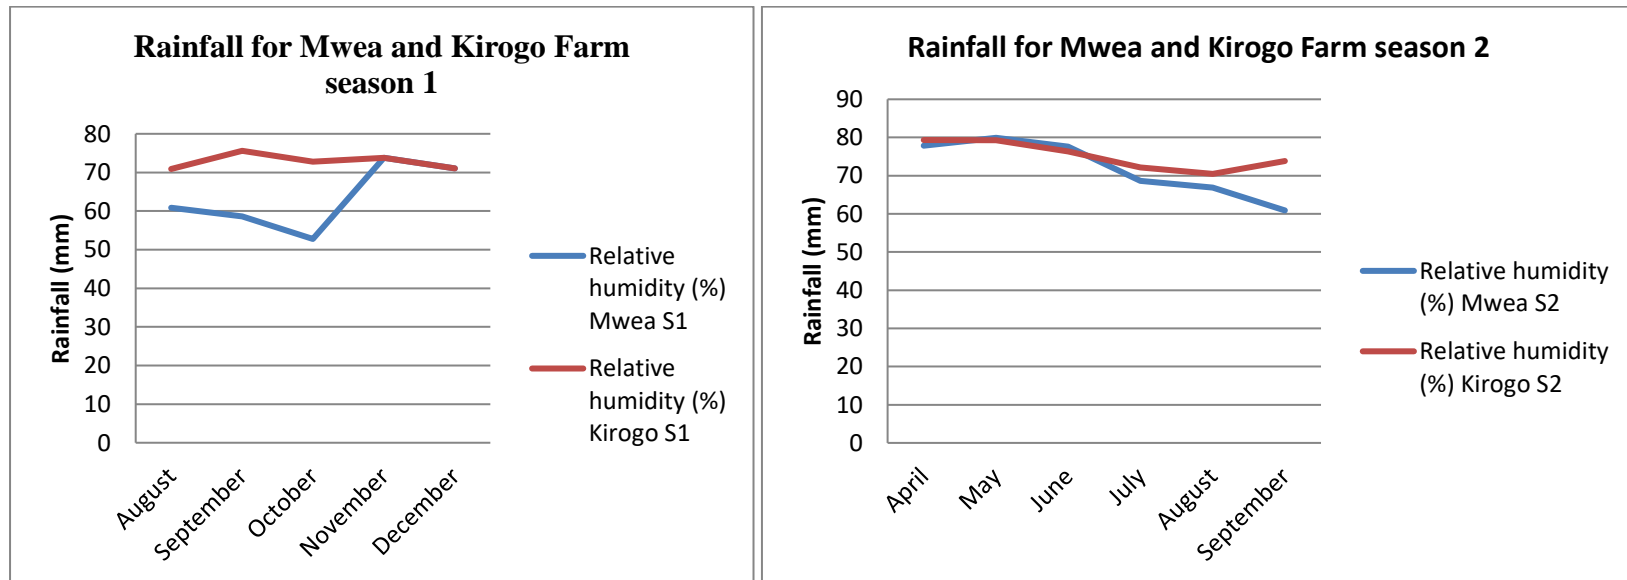 Rainfall for Mwea and Kirogo Farm
season 1
80
70
60
50
40
30
20
10
0
Rainfall (mm)
August
September
October
November
December
Relative
humidity (%)
Mwea S1
Relative
humidity (%)
Kirogo S1
Rainfall for Mwea and Kirogo Farm season 2
90
80
70
60
50
40
30
20
10
0
Rainfall (mm)
April
May
June
July
August
September
Relative humidity
(%) Mwea S2
Relative humidity
(%) Kirogo S2